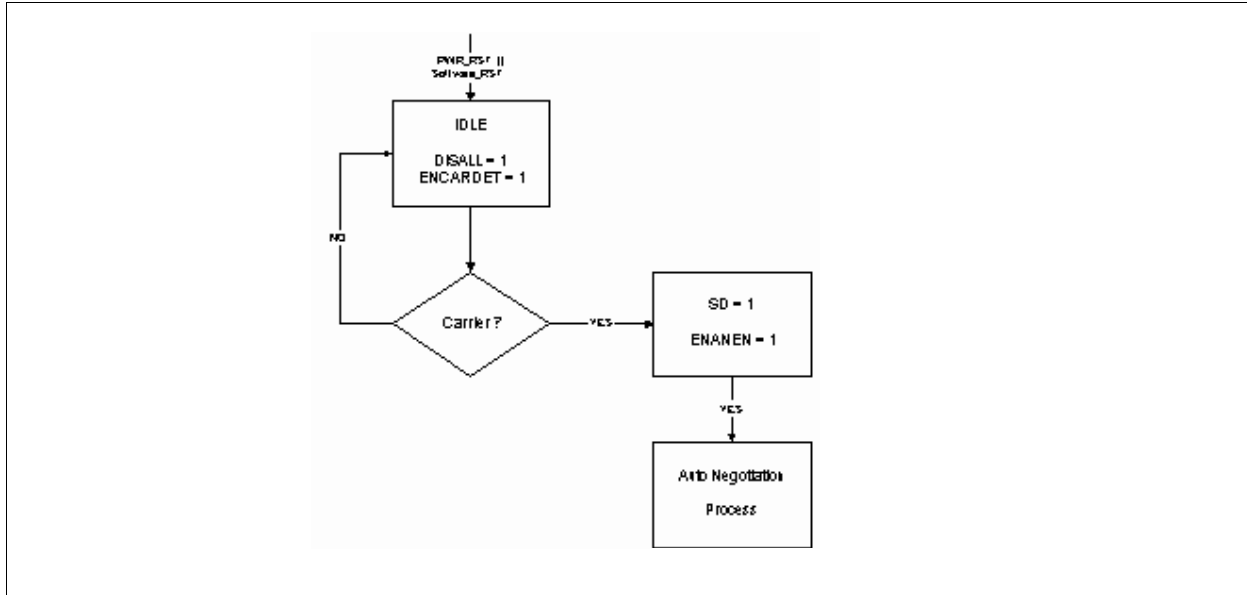 PWR_RST ||
Software_RST
IDLE
DISALL = 1
ENCARDET = 1
NO
Carrier?
YES
SD = 1
ENANEN = 1
YES
Auto Negotiation
Process